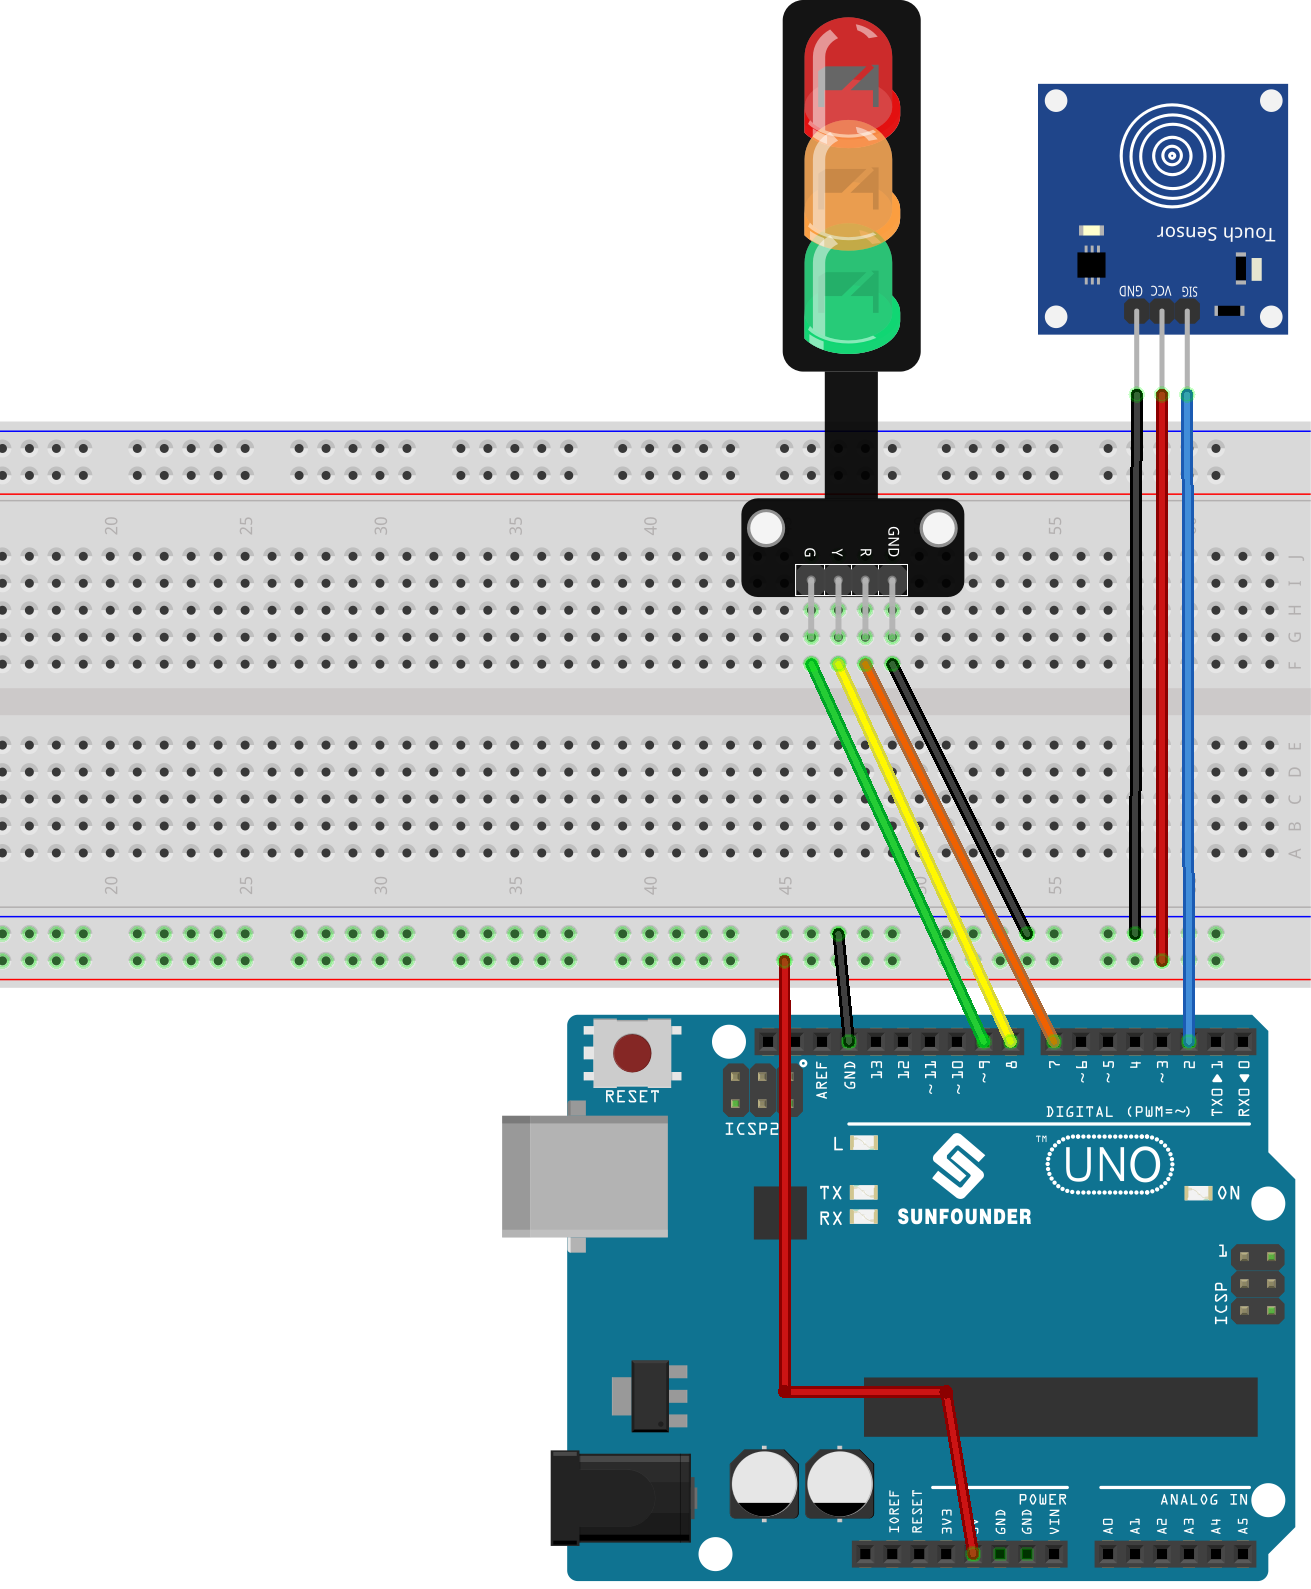 Touch Sensor
GND VCC SIG
20 25 30 35 40 55
G Y R GND
J
I
H
G
F
E
D
C
B
A
20 25 30 35 40 45 55
RESET
ICSP2
AREF GND 13 12 ~11 ~10 ~9 8 7 ~6 ~5 4 ~3 2 TX0▶1 RX0◀0
DIGITAL (PWM=~)
L
TX
RX
SUNFOUNDER
TM
UNO
ON
1
ICSP
POWER
ANALOG IN
IOREF RESET 3V3 GND GND VIN
A0 A1 A2 A3 A4 A5